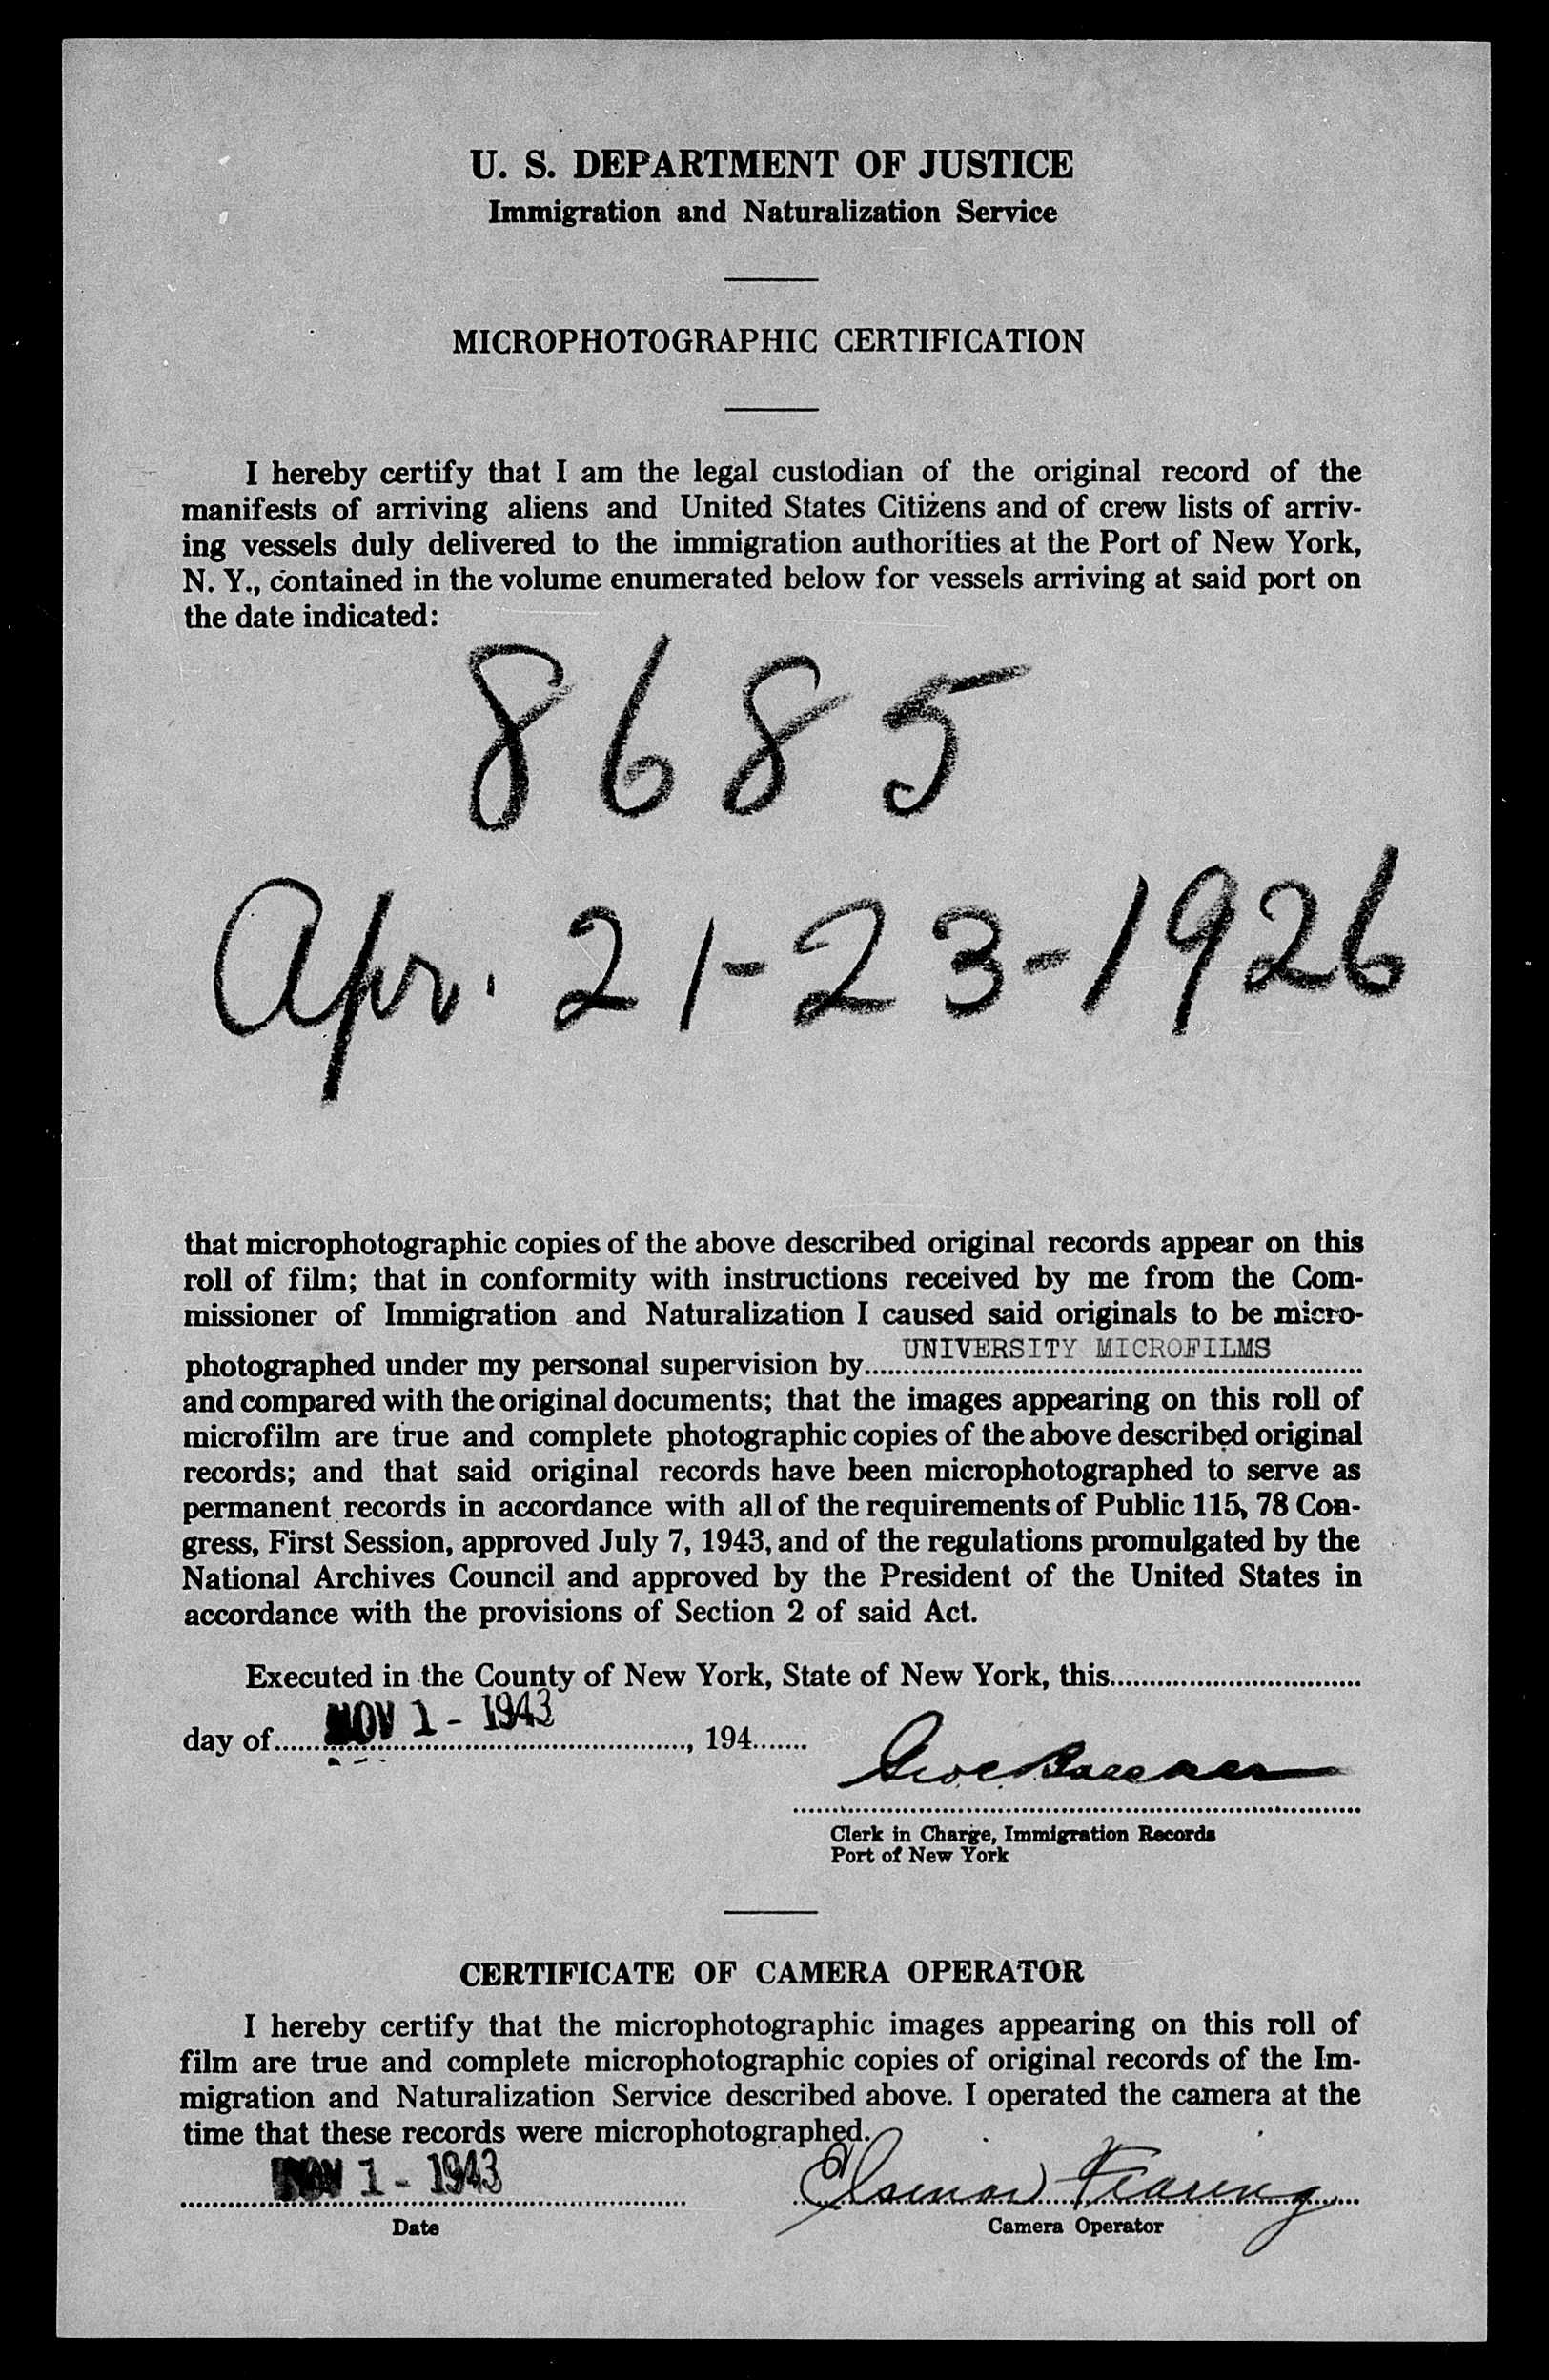 U. S. DEPARTMENT OF JUSTICE
Immigration and Naturalization Service
MICROPHOTOGRAPHIC CERTIFICATION
I hereby certify that I am the legal custodian of the original record of the
manifests of arriving aliens and United States Citizens and of crew lists of arriv-
ing vessels duly delivered to the immigration authorities at the Port of New York,
N. Y., contained in the volume enumerated below for vessels arriving at said port on
the date indicated:
8685
Apr. 21-23-1926
that microphotographic copies of the above described original records appear on this
roll of film; that in conformity with instructions received by me from the Com-
missioner of Immigration and Naturalization I caused said originals to be micro-
photographed under my personal supervision by UNIVERSITY MICROFILMS
and compared with the original documents; that the images appearing on this roll of
microfilm are true and complete photographic copies of the above described original
records; and that said original records have been microphotographed to serve as
permanent records in accordance with all of the requirements of Public 115, 78 Con-
gress, First Session, approved July 7, 1943, and of the regulations promulgated by the
National Archives Council and approved by the President of the United States in
accordance with the provisions of Section 2 of said Act.
Executed in the County of New York, State of New York, this
day of NOV 1 - 1943, 194
Clerk in Charge, Immigration Records
Port of New York
CERTIFICATE OF CAMERA OPERATOR
I hereby certify that the microphotographic images appearing on this roll of
film are true and complete microphotographic copies of original records of the Im-
migration and Naturalization Service described above. I operated the camera at the
time that these records were microphotographed.
NOV 1 - 1943
Date
Camera Operator